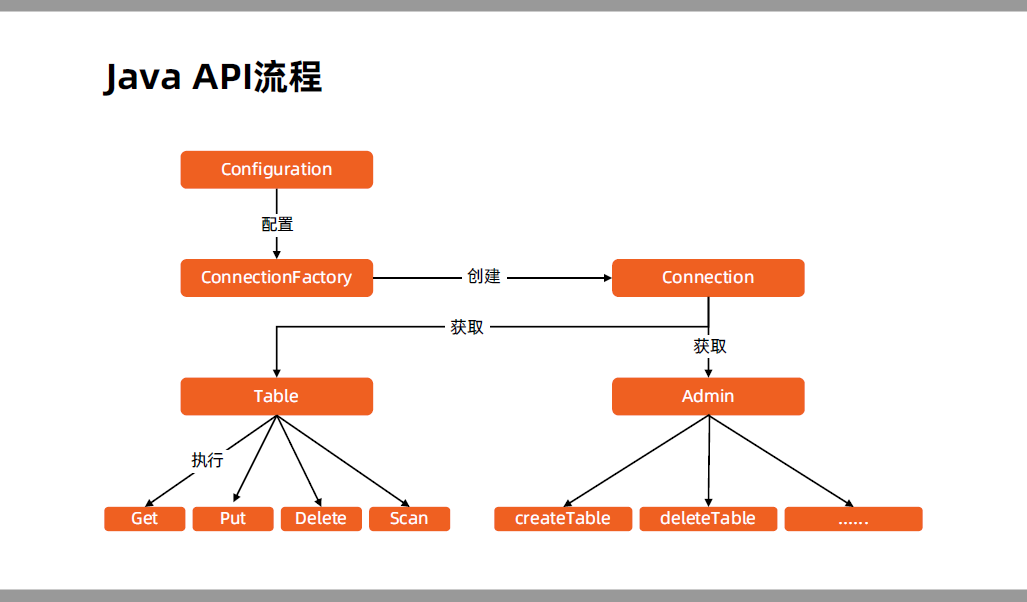 Java API流程
Configuration
配置
ConnectionFactory
创建
Connection
获取
获取
Table
Admin
执行
Get
Put
Delete
Scan
createTable
deleteTable
......